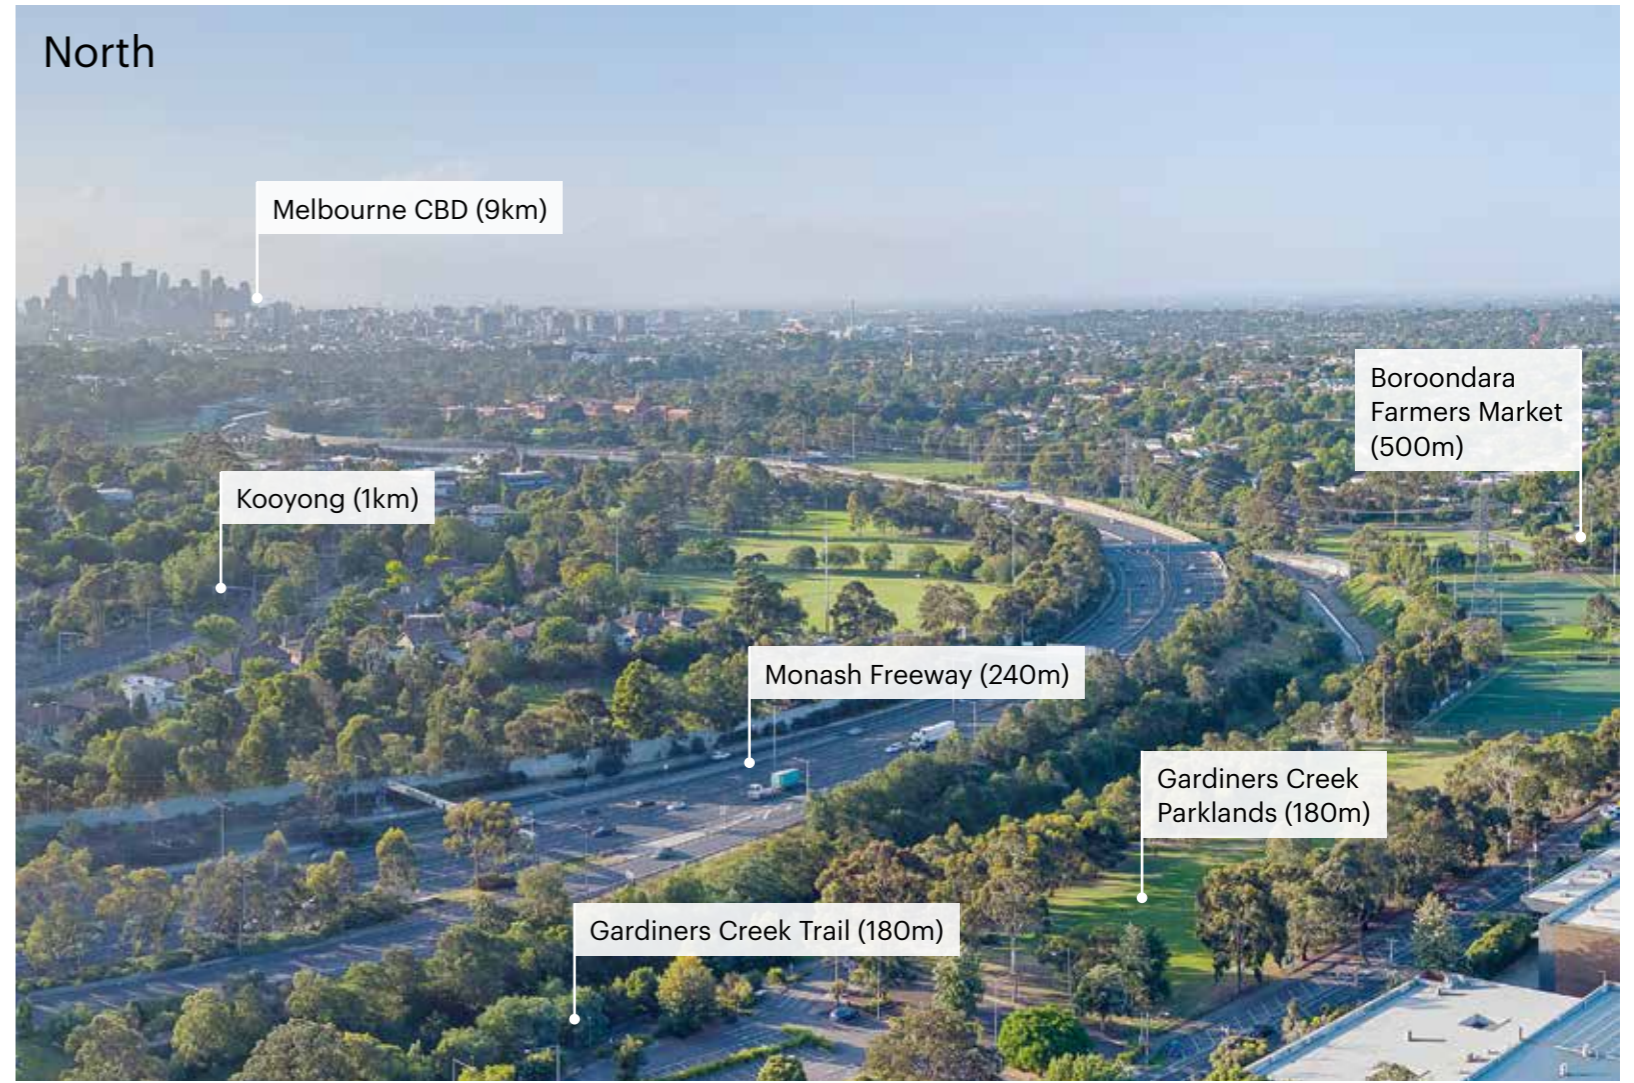 North
Melbourne CBD (9km)
Boroondara
Farmers Market
(500m)
Kooyong (1km)
Monash Freeway (240m)
Gardiners Creek
Parklands (180m)
Gardiners Creek Trail (180m)